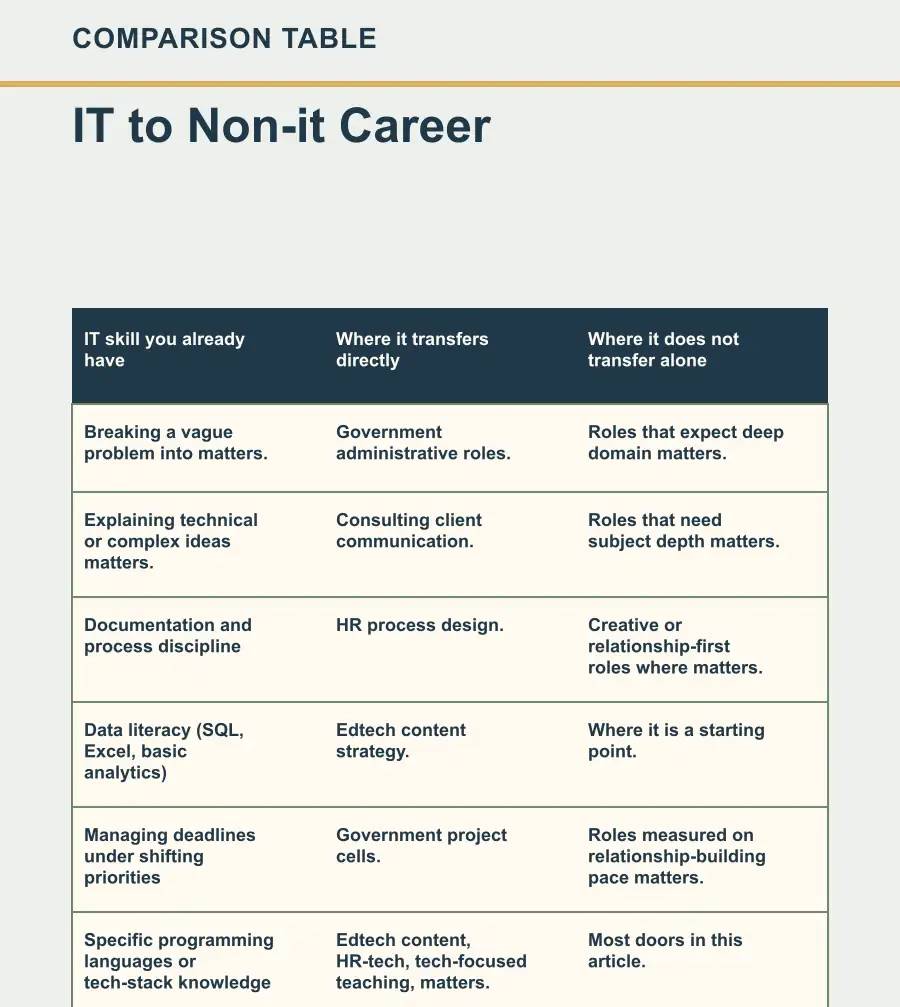 COMPARISON TABLE
IT to Non-it Career
IT skill you already
have
Where it transfers
directly
Where it does not
transfer alone
Breaking a vague
problem into matters.
Government
administrative roles.
Roles that expect deep
domain matters.
Explaining technical
or complex ideas
matters.
Consulting client
communication.
Roles that need
subject depth matters.
Documentation and
process discipline
HR process design.
Creative or
relationship-first
roles where matters.
Data literacy (SQL,
Excel, basic
analytics)
Edtech content
strategy.
Where it is a starting
point.
Managing deadlines
under shifting
priorities
Government project
cells.
Roles measured on
relationship-building
pace matters.
Specific programming
languages or
tech-stack knowledge
Edtech content,
HR-tech, tech-focused
teaching, matters.
Most doors in this
article.